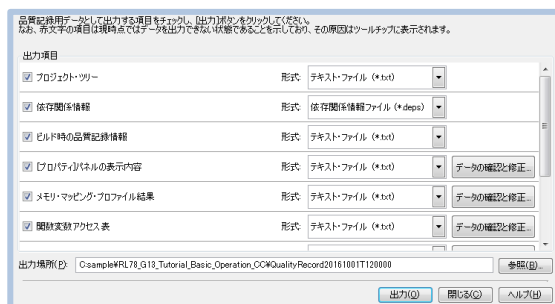 品質記録用データとして出力する項目をチェックし、[出力]ボタンをクリックしてください。
なお、赤文字の項目は現時点ではデータを出力できない状態であることを示しており、その原因はツールチップに表示されます。
出力項目
プロジェクト・ツリー 形式: テキスト・ファイル (*.txt)
依存関係情報 形式: 依存関係情報ファイル (*.deps)
ビルド時の品質記録情報 形式: テキスト・ファイル (*.txt)
[プロパティ]パネルの表示内容 形式: テキスト・ファイル (*.txt) データの確認と修正...
メモリ・マッピング・プロファイル結果 形式: テキスト・ファイル (*.txt) データの確認と修正...
関数変数アクセス表 形式: テキスト・ファイル (*.txt) データの確認と修正...
出力場所(P): C:sample¥RL78_G13_Tutorial_Basic_Operation_CC¥QualityRecord20161001T120000 参照(B)...
出力(O) 閉じる(C) ヘルプ(H)